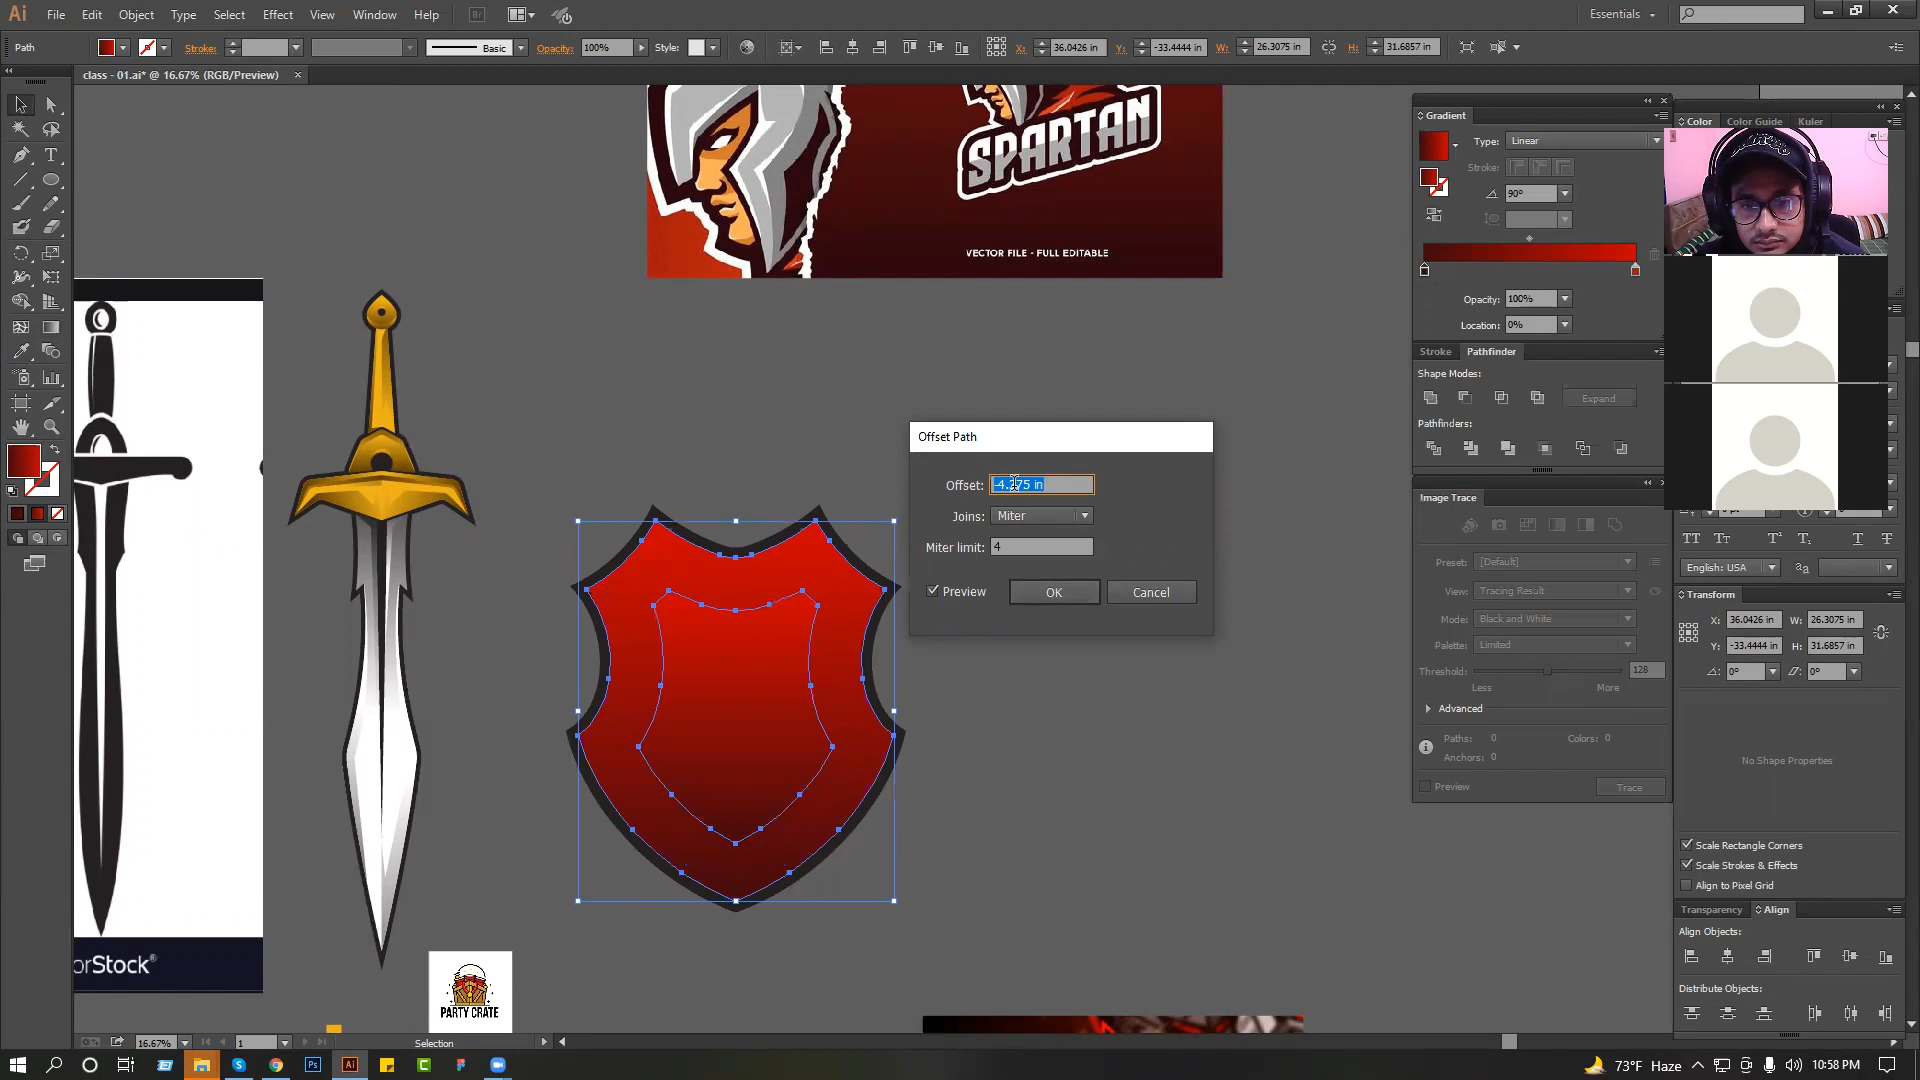 Ai File Edit Object Type Select Effect View Window Help Br Essentials
Path Stroke: Basic Opacity: 100% Style: X: 36.0426 in Y: -33.4444 in W: 26.3075 in H: 31.6857 in
class - 01.ai* @ 16.67% (RGB/Preview)
SPARTAN
VECTOR FILE - FULL EDITABLE
orStock®
PARTY CRATE
Offset Path
Offset: in
Joins: Miter
Miter limit: 4
Preview OK Cancel
Gradient
Type: Linear
Stroke:
90°
Opacity: 100%
Location: 0%
Stroke Pathfinder
Shape Modes:
Expand
Pathfinders:
Image Trace
Preset: [Default]
View: Tracing Result
Mode: Black and White
Palette: Limited
Threshold: 128
Less More
Advanced
Paths: 0 Colors: 0
Anchors: 0
Preview Trace
Color Color Guide Kuler
English: USA
Transform
X: 36.0426 in W: 26.3075 in
Y: -33.4444 in H: 31.6857 in
0° 0°
No Shape Properties
Scale Rectangle Corners
Scale Strokes & Effects
Align to Pixel Grid
Transparency Align
Align Objects:
Distribute Objects:
16.67% 1 Selection
Ps Ai 73°F Haze 10:58 PM